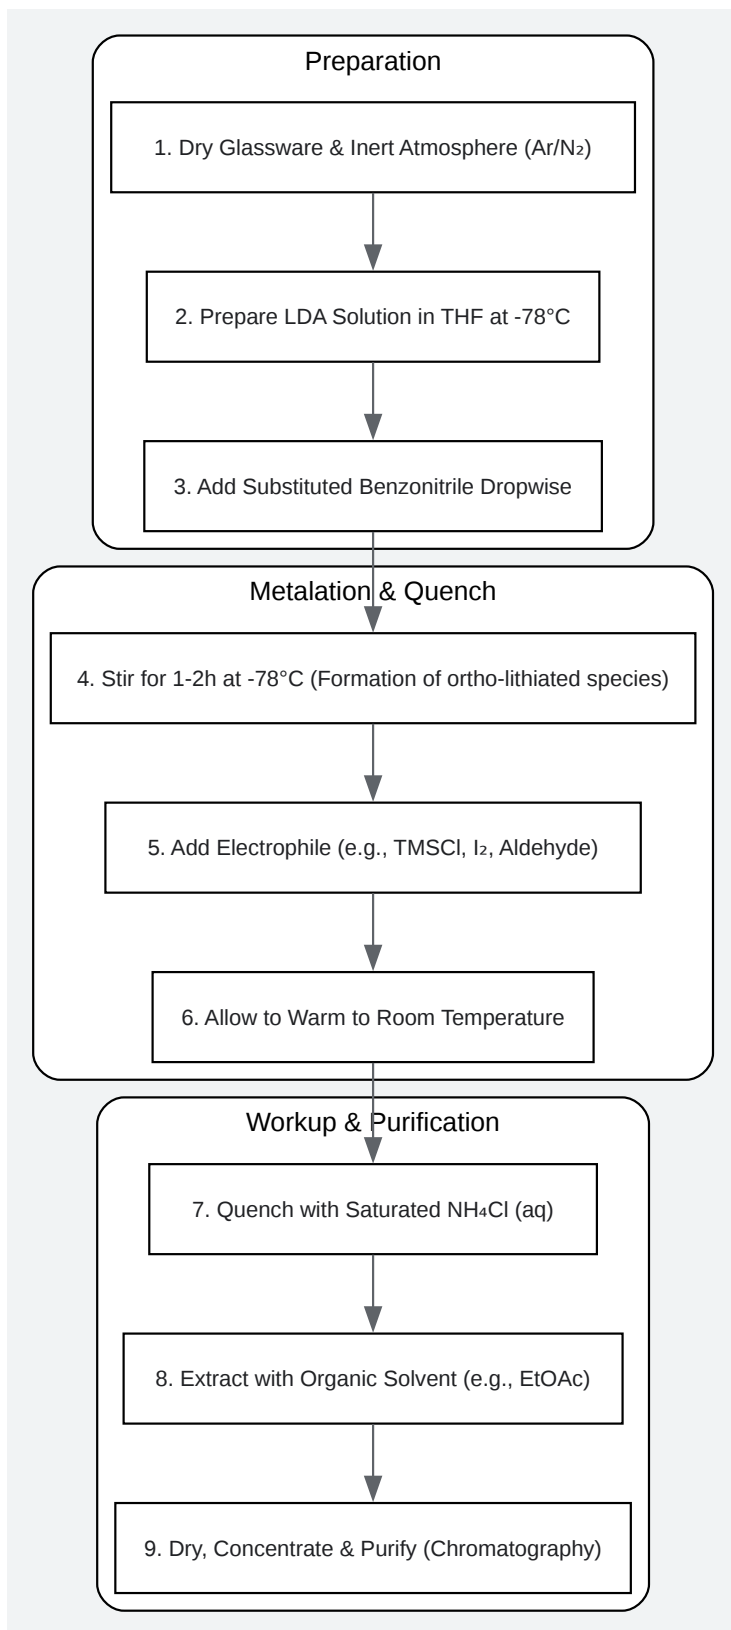 Preparation
1. Dry Glassware & Inert Atmosphere (Ar/N₂)
2. Prepare LDA Solution in THF at -78°C
3. Add Substituted Benzonitrile Dropwise
Metalation & Quench
4. Stir for 1-2h at -78°C (Formation of ortho-lithiated species)
5. Add Electrophile (e.g., TMSCl, I₂, Aldehyde)
6. Allow to Warm to Room Temperature
Workup & Purification
7. Quench with Saturated NH₄Cl (aq)
8. Extract with Organic Solvent (e.g., EtOAc)
9. Dry, Concentrate & Purify (Chromatography)